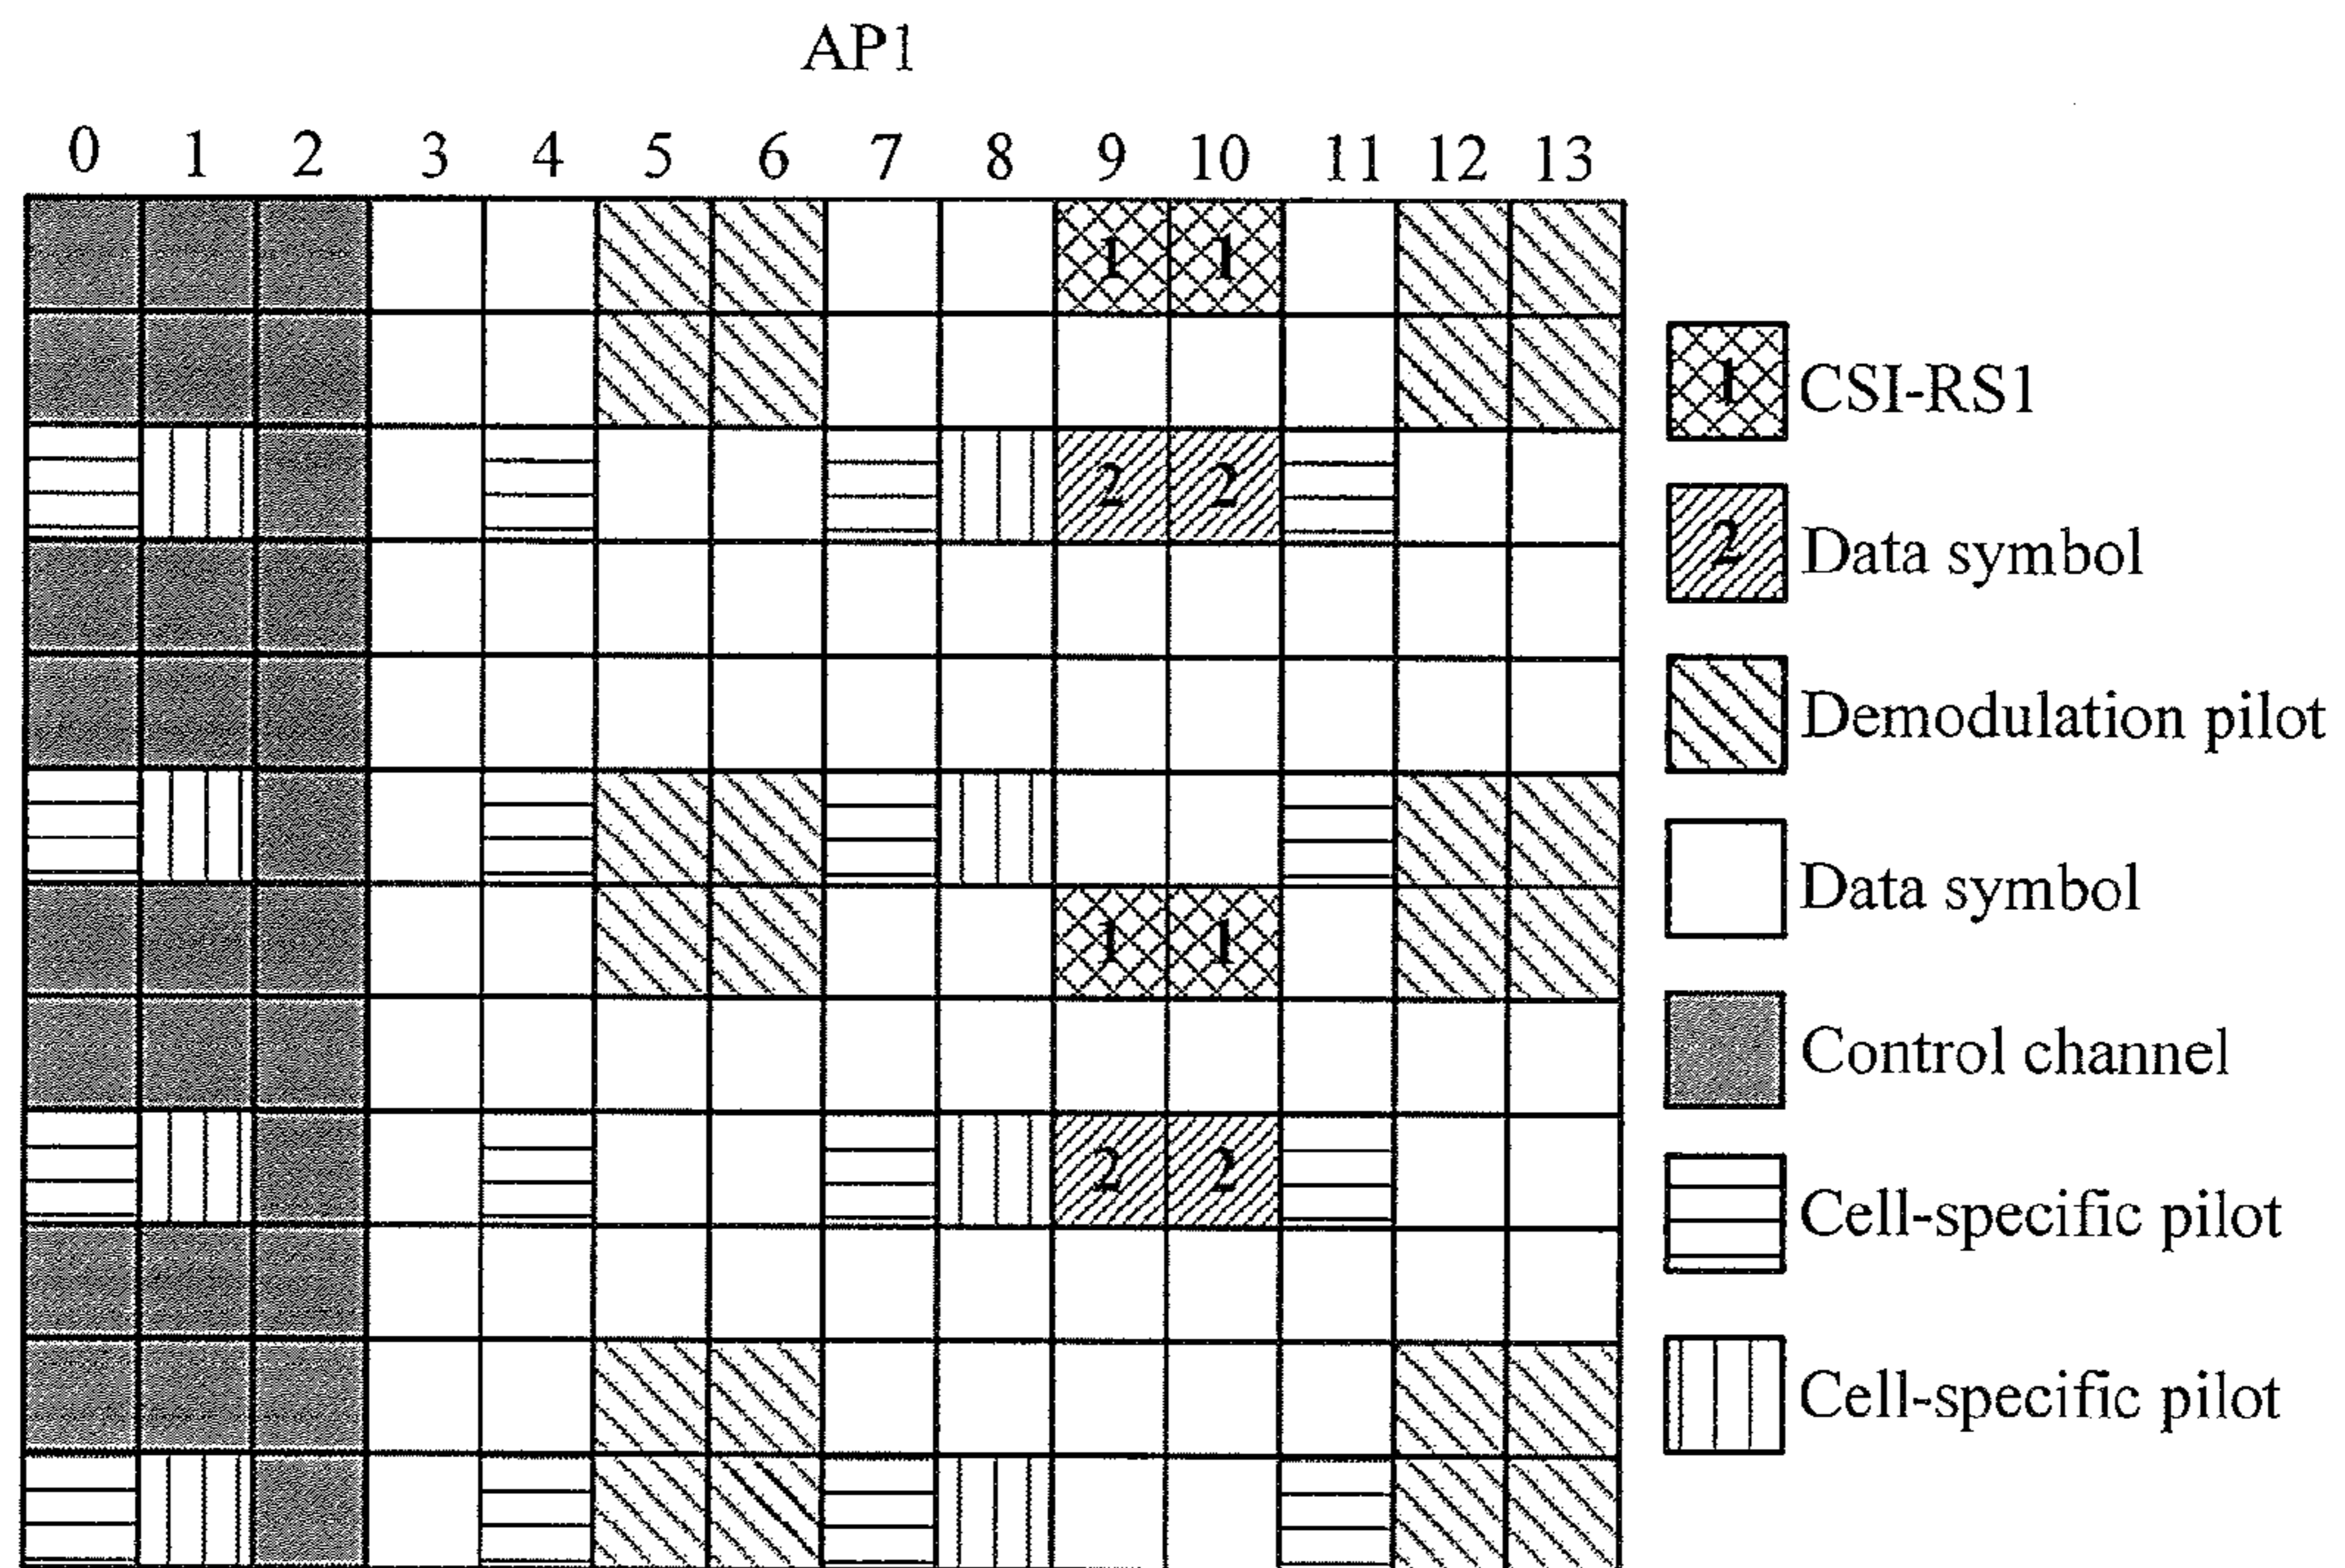 AP1
0 1 2 3 4 5 6 7 8 9 10 11 12 13
1 1
2 2
1 1
2 2
1 CSI-RS1
2 Data symbol
Demodulation pilot
Data symbol
Control channel
Cell-specific pilot
Cell-specific pilot